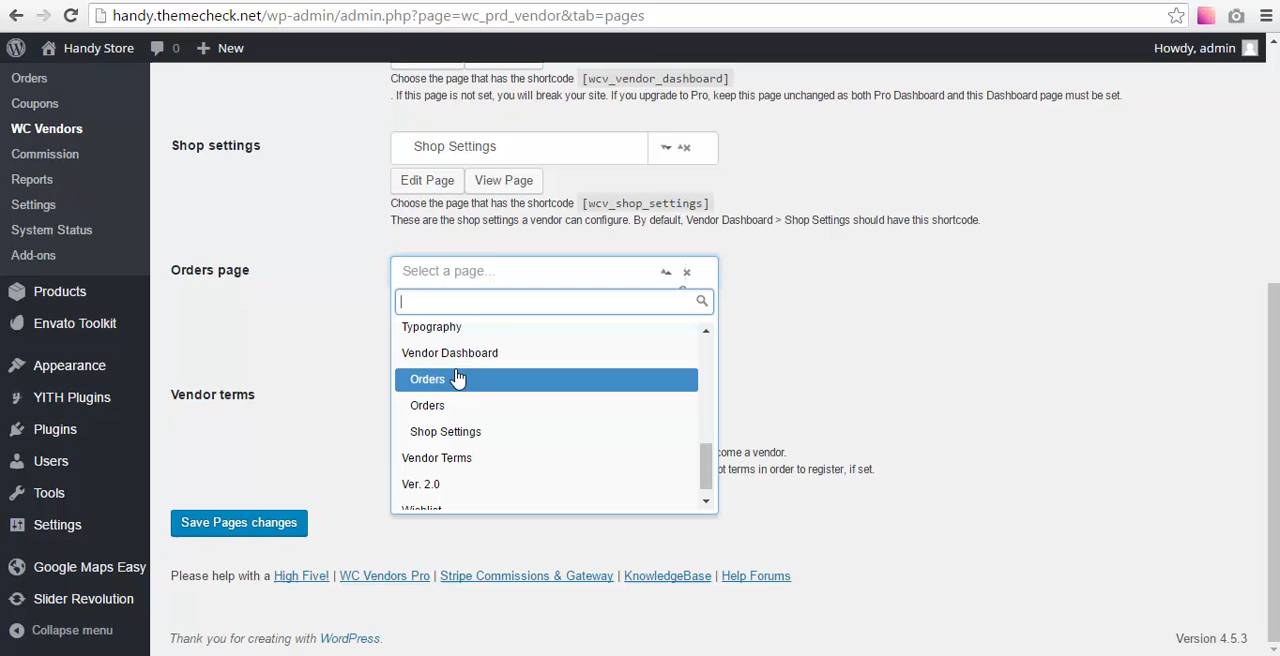 handy.themecheck.net/wp-admin/admin.php?page=wc_prd_vendor&tab=pages
Handy Store 0 New Howdy, admin
Orders
Coupons
WC Vendors
Commission
Reports
Settings
System Status
Add-ons
Products
Envato Toolkit
Appearance
YITH Plugins
Plugins
Users
Tools
Settings
Google Maps Easy
Slider Revolution
Collapse menu
Choose the page that has the shortcode [wcv_vendor_dashboard]
. If this page is not set, you will break your site. If you upgrade to Pro, keep this page unchanged as both Pro Dashboard and this Dashboard page must be set.
Shop settings
Shop Settings
Edit Page View Page
Choose the page that has the shortcode [wcv_shop_settings]
These are the shop settings a vendor can configure. By default, Vendor Dashboard > Shop Settings should have this shortcode.
Orders page
Select a page...
Typography
Vendor Dashboard
Orders
Orders
Shop Settings
Vendor Terms
Ver. 2.0
Wishlist
Vendor terms
come a vendor.
pt terms in order to register, if set.
Save Pages changes
Please help with a High Five! | WC Vendors Pro | Stripe Commissions & Gateway | KnowledgeBase | Help Forums
Thank you for creating with WordPress. Version 4.5.3